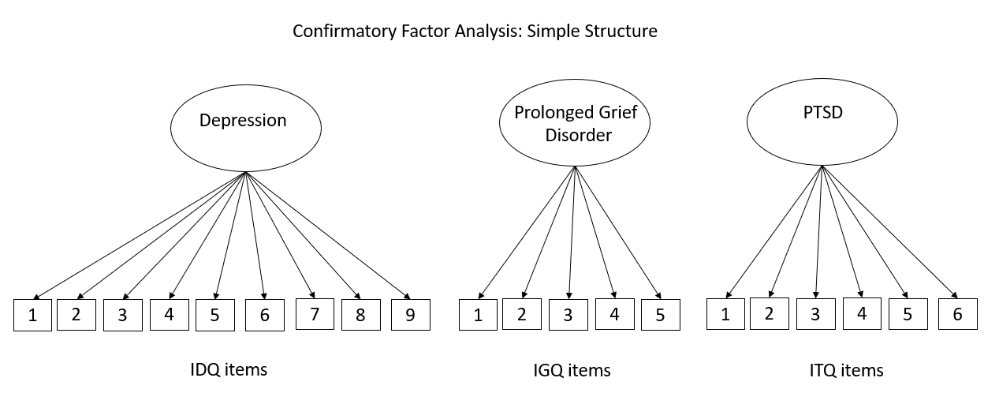 Confirmatory Factor Analysis: Simple Structure
Depression
Prolonged Grief
Disorder
PTSD
1 2 3 4 5 6 7 8 9
1 2 3 4 5
1 2 3 4 5 6
IDQ items
IGQ items
ITQ items